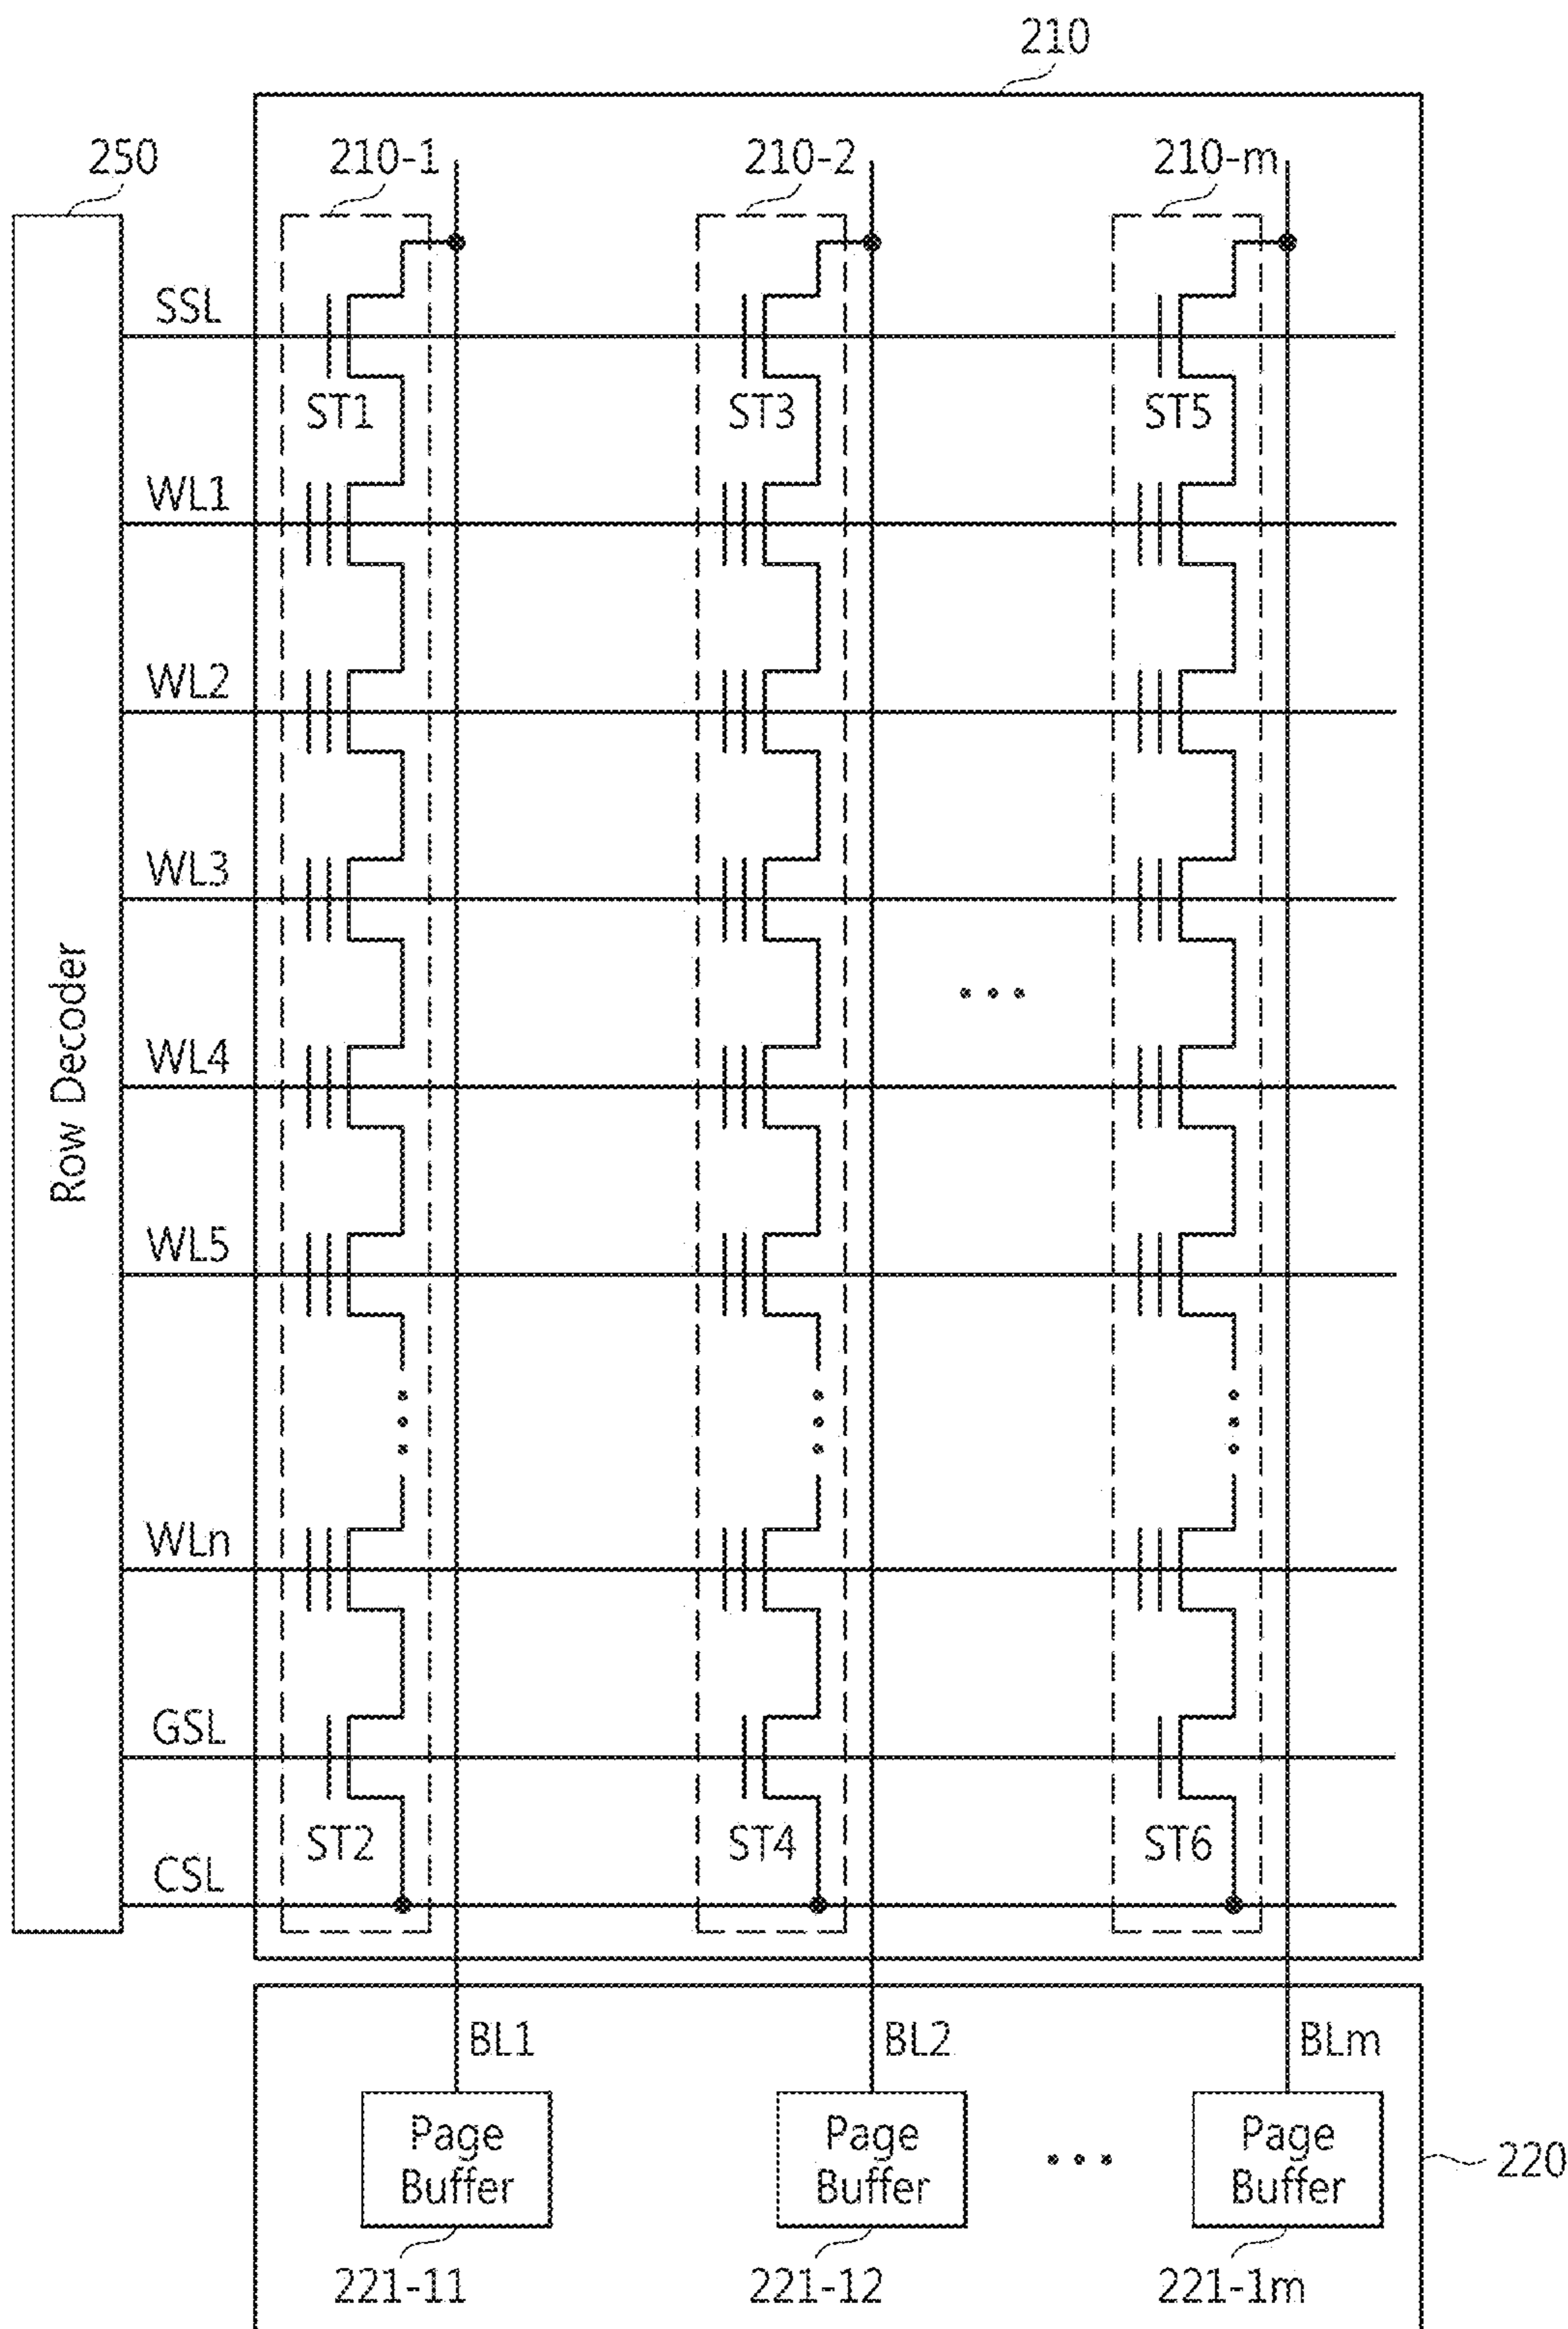 210
250
210-1
210-2
210-m
SSL
ST1
ST3
ST5
WL1
WL2
WL3
Row Decoder
WL4
WL5
WLn
GSL
ST2
ST4
ST6
CSL
BL1
BL2
BLm
Page
Buffer
Page
Buffer
Page
Buffer
220
221-11
221-12
221-1m